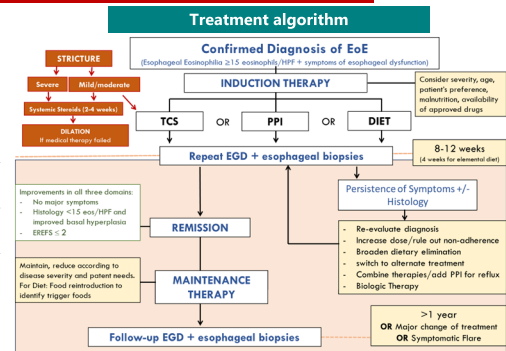 Treatment algorithm
Confirmed Diagnosis of EoE
(Esophageal Eosinophilia ≥15 eosinophils/HPF + symptoms of esophageal dysfunction)
STRICTURE
Severe
Mild/moderate
Systemic Steroids (2-4 weeks)
DILATION
If medical therapy failed
INDUCTION THERAPY
Consider severity, age,
patient's preference,
malnutrition, availability
of approved drugs
TCS OR PPI OR DIET
Repeat EGD + esophageal biopsies
8-12 weeks
(4 weeks for elemental diet)
Improvements in all three domains:
- No major symptoms
- Histology <15 eos/HPF and
improved basal hyperplasia
- EREFS ≤ 2
REMISSION
Persistence of Symptoms +/-
Histology
- Re-evaluate diagnosis
- Increase dose/rule out non-adherence
- Broaden dietary elimination
- switch to alternate treatment
- Combine therapies/add PPI for reflux
- Biologic Therapy
Maintain, reduce according to
disease severity and patent needs.
For Diet: Food reintroduction to
identify trigger foods
MAINTENANCE
THERAPY
Follow-up EGD + esophageal biopsies
>1 year
OR Major change of treatment
OR Symptomatic Flare